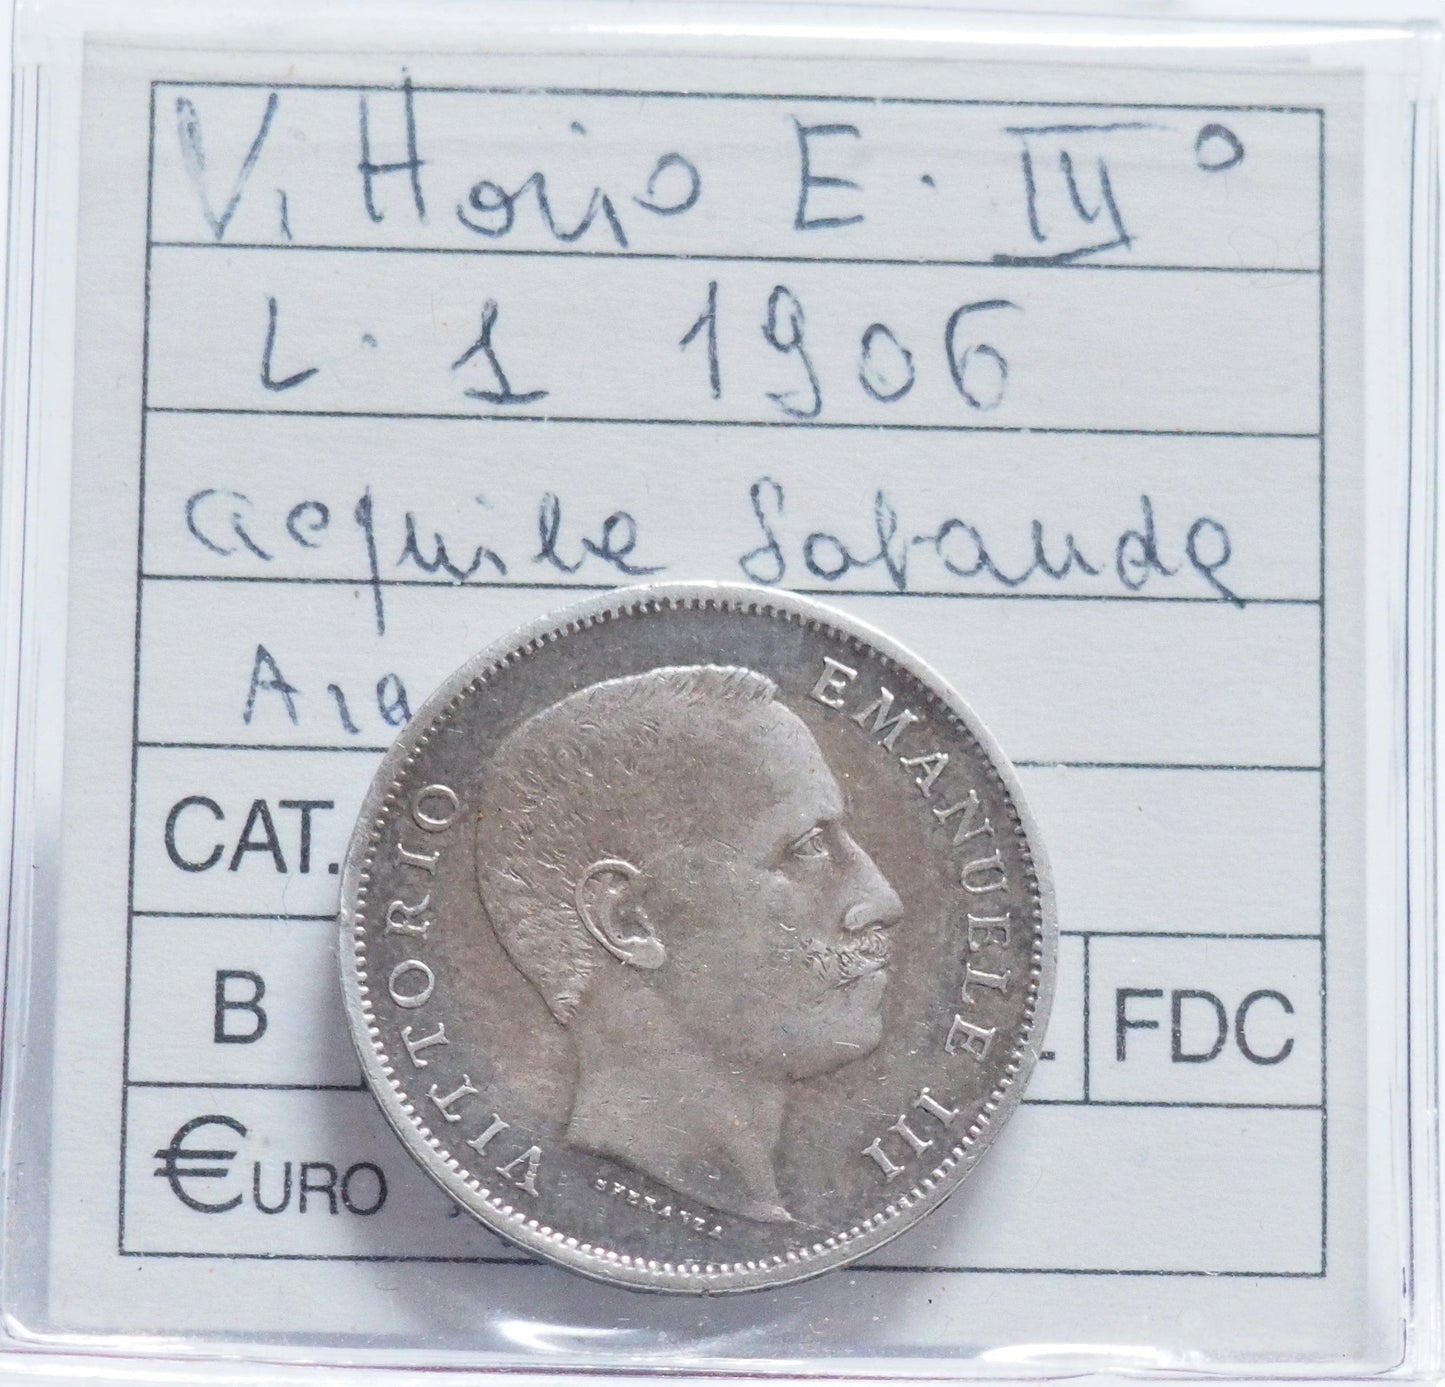 Vittorio E. III°
L. 1 1906
aquila Sabauda
CAT.
B
FDC
€URO
VITTORIO EMANUELE III
SPERANZA